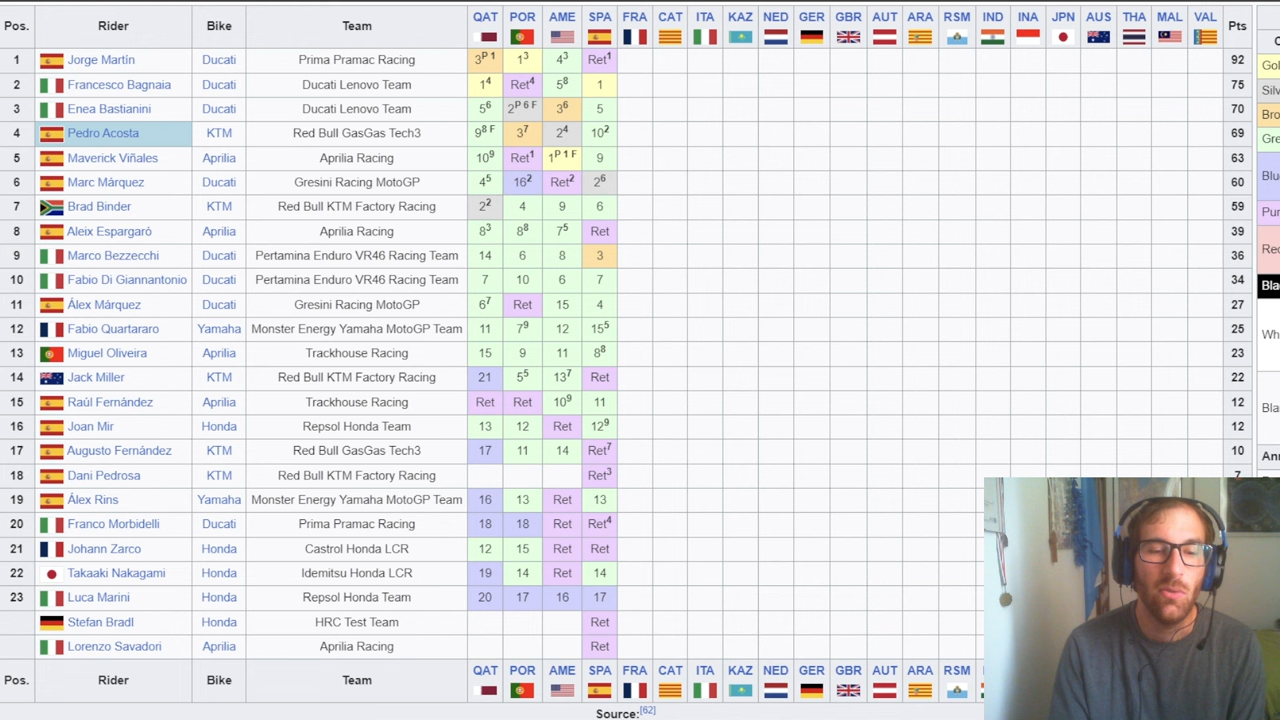 Pos. Rider Bike Team QAT POR AME SPA FRA CAT ITA KAZ NED GER GBR AUT ARA RSM IND INA JPN AUS THA MAL VAL Pts
1 Jorge Martín Ducati Prima Pramac Racing 3P 1 13 43 Ret1 92
2 Francesco Bagnaia Ducati Ducati Lenovo Team 14 Ret4 58 1 75
3 Enea Bastianini Ducati Ducati Lenovo Team 56 2P 6 F 36 5 70
4 Pedro Acosta KTM Red Bull GasGas Tech3 98 F 37 24 102 69
5 Maverick Viñales Aprilia Aprilia Racing 109 Ret1 1P 1 F 9 63
6 Marc Márquez Ducati Gresini Racing MotoGP 45 162 Ret2 26 60
7 Brad Binder KTM Red Bull KTM Factory Racing 22 4 9 6 59
8 Aleix Espargaró Aprilia Aprilia Racing 83 88 75 Ret 39
9 Marco Bezzecchi Ducati Pertamina Enduro VR46 Racing Team 14 6 8 3 36
10 Fabio Di Giannantonio Ducati Pertamina Enduro VR46 Racing Team 7 10 6 7 34
11 Álex Márquez Ducati Gresini Racing MotoGP 67 Ret 15 4 27
12 Fabio Quartararo Yamaha Monster Energy Yamaha MotoGP Team 11 79 12 155 25
13 Miguel Oliveira Aprilia Trackhouse Racing 15 9 11 88 23
14 Jack Miller KTM Red Bull KTM Factory Racing 21 55 137 Ret 22
15 Raúl Fernández Aprilia Trackhouse Racing Ret Ret 109 11 12
16 Joan Mir Honda Repsol Honda Team 13 12 Ret 129 12
17 Augusto Fernández KTM Red Bull GasGas Tech3 17 11 14 Ret7 10
18 Dani Pedrosa KTM Red Bull KTM Factory Racing Ret3 7
19 Álex Rins Yamaha Monster Energy Yamaha MotoGP Team 16 13 Ret 13
20 Franco Morbidelli Ducati Prima Pramac Racing 18 18 Ret Ret4
21 Johann Zarco Honda Castrol Honda LCR 12 15 Ret Ret
22 Takaaki Nakagami Honda Idemitsu Honda LCR 19 14 Ret 14
23 Luca Marini Honda Repsol Honda Team 20 17 16 17
Stefan Bradl Honda HRC Test Team Ret
Lorenzo Savadori Aprilia Aprilia Racing Ret
Pos. Rider Bike Team QAT POR AME SPA FRA CAT ITA KAZ NED GER GBR AUT ARA RSM
Source:[62]
Gol
Silv
Bro
Gre
Blu
Pur
Rec
Bla
Wh
Bla
Ann